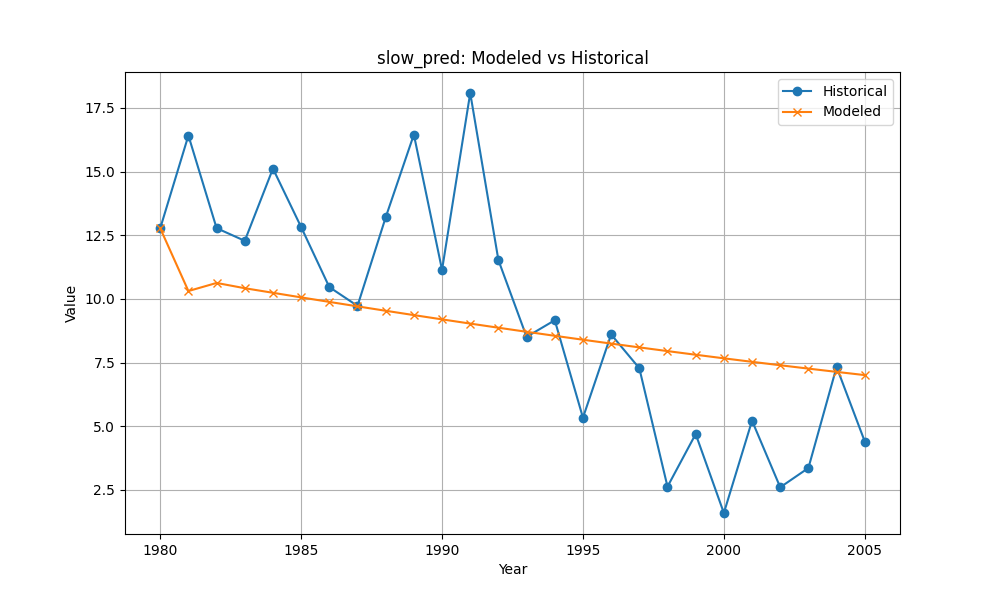 slow_pred: Modeled vs Historical
Historical
Modeled
17.5
15.0
12.5
10.0
7.5
5.0
2.5
Value
1980
1985
1990
1995
2000
2005
Year